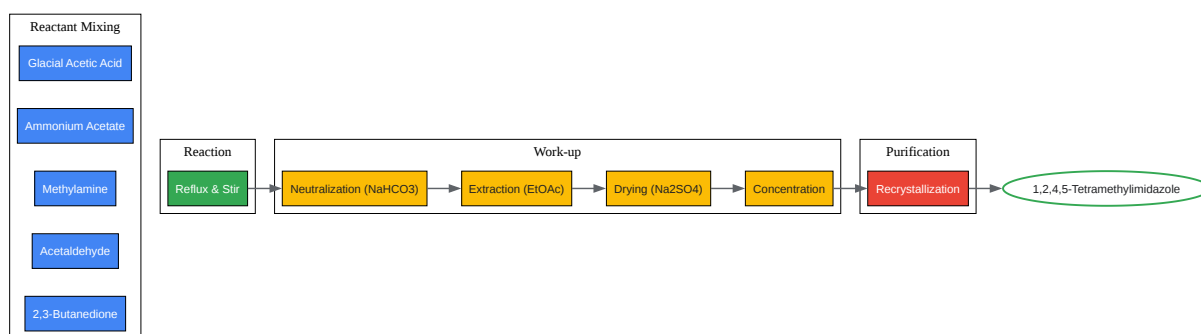 Reactant Mixing
Glacial Acetic Acid
Ammonium Acetate
Methylamine
Acetaldehyde
2,3-Butanedione
Reaction
Reflux & Stir
Work-up
Neutralization (NaHCO3)
Extraction (EtOAc)
Drying (Na2SO4)
Concentration
Purification
Recrystallization
1,2,4,5-Tetramethylimidazole